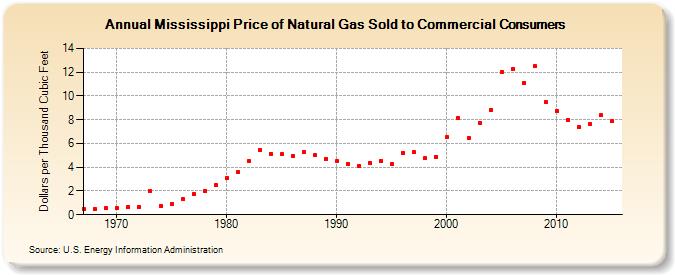 Annual Mississippi Price of Natural Gas Sold to Commercial Consumers
Dollars per Thousand Cubic Feet
14
12
10
8
6
4
2
0
1970 1980 1990 2000 2010
Source: U.S. Energy Information Administration